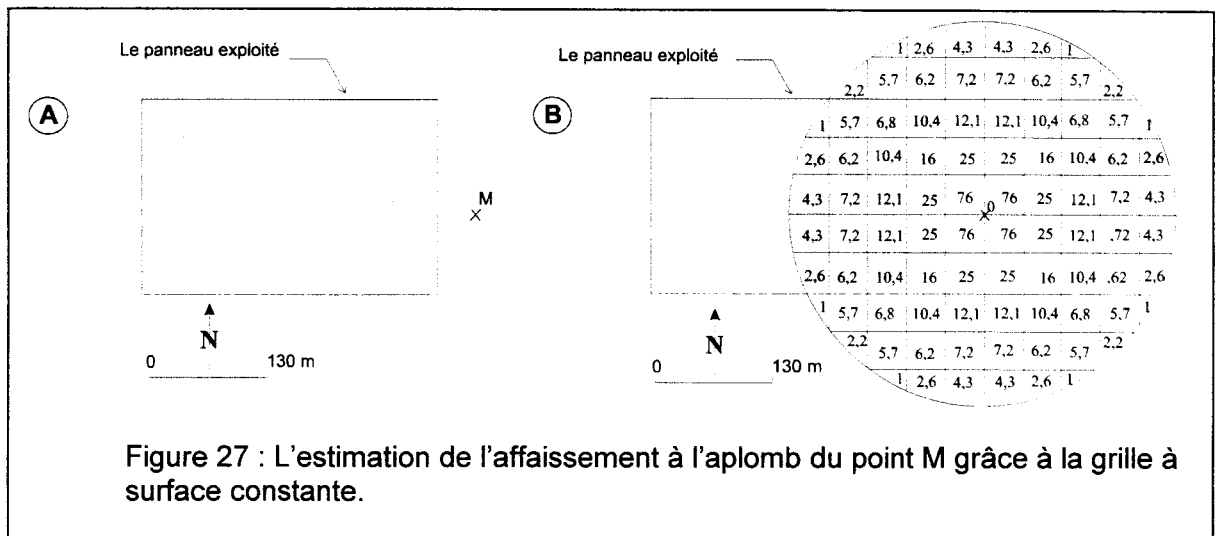 Le panneau exploité
A
M
N
0 130 m
Le panneau exploité
B
1 2,6 4,3 4,3 2,6 1
2,2 5,7 6,2 7,2 7,2 6,2 5,7 2,2
1 5,7 6,8 10,4 12,1 12,1 10,4 6,8 5,7 1
2,6 6,2 10,4 16 25 25 16 10,4 6,2 2,6
4,3 7,2 12,1 25 76 76 25 12,1 7,2 4,3
0
4,3 7,2 12,1 25 76 76 25 12,1 .72 4,3
2,6 6,2 10,4 16 25 25 16 10,4 .62 2,6
1 5,7 6,8 10,4 12,1 12,1 10,4 6,8 5,7 1
2,2 5,7 6,2 7,2 7,2 6,2 5,7 2,2
1 2,6 4,3 4,3 2,6 1
N
0 130 m
Figure 27 : L'estimation de l'affaissement à l'aplomb du point M grâce à la grille à
surface constante.